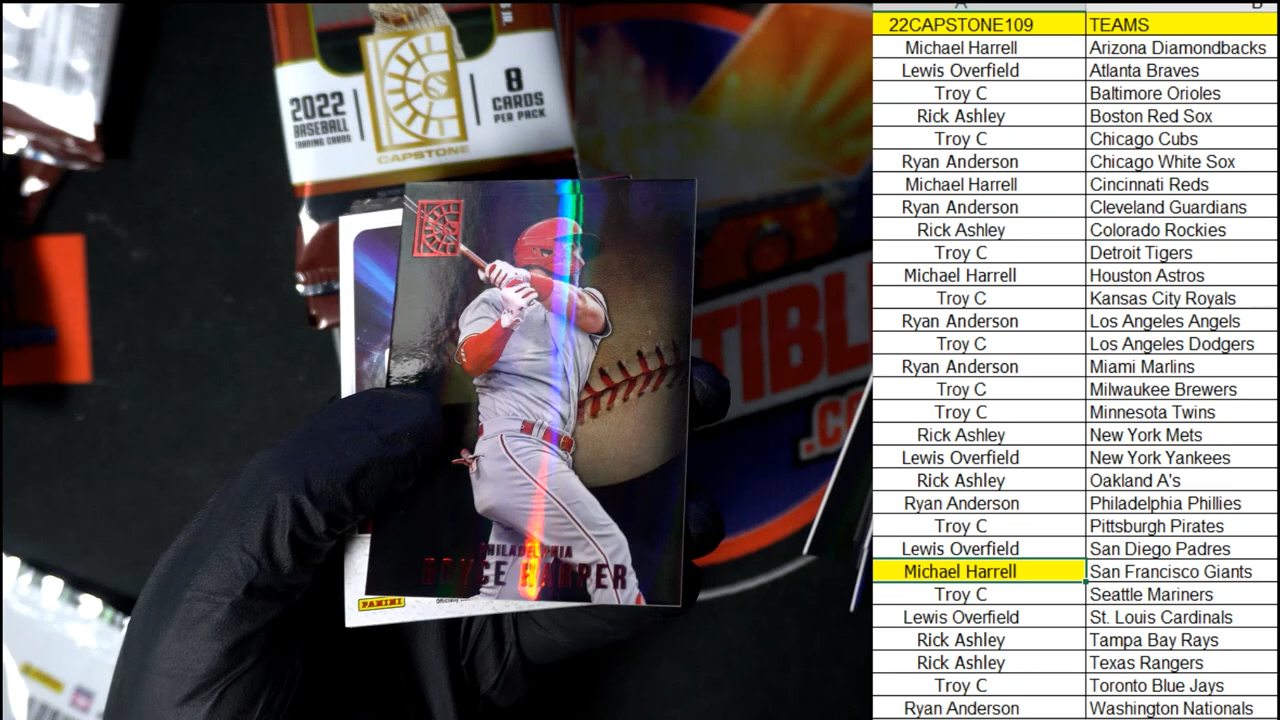 JR.
2022
BASEBALL
TRADING CARDS
CAPSTONE
8
CARDS
PER PACK
TIBL
.CO
PHILADELPHIA
BRYCE HARPER
PANINI
A B
22CAPSTONE109 TEAMS
Michael Harrell Arizona Diamondbacks
Lewis Overfield Atlanta Braves
Troy C Baltimore Orioles
Rick Ashley Boston Red Sox
Troy C Chicago Cubs
Ryan Anderson Chicago White Sox
Michael Harrell Cincinnati Reds
Ryan Anderson Cleveland Guardians
Rick Ashley Colorado Rockies
Troy C Detroit Tigers
Michael Harrell Houston Astros
Troy C Kansas City Royals
Ryan Anderson Los Angeles Angels
Troy C Los Angeles Dodgers
Ryan Anderson Miami Marlins
Troy C Milwaukee Brewers
Troy C Minnesota Twins
Rick Ashley New York Mets
Lewis Overfield New York Yankees
Rick Ashley Oakland A's
Ryan Anderson Philadelphia Phillies
Troy C Pittsburgh Pirates
Lewis Overfield San Diego Padres
Michael Harrell San Francisco Giants
Troy C Seattle Mariners
Lewis Overfield St. Louis Cardinals
Rick Ashley Tampa Bay Rays
Rick Ashley Texas Rangers
Troy C Toronto Blue Jays
Ryan Anderson Washington Nationals